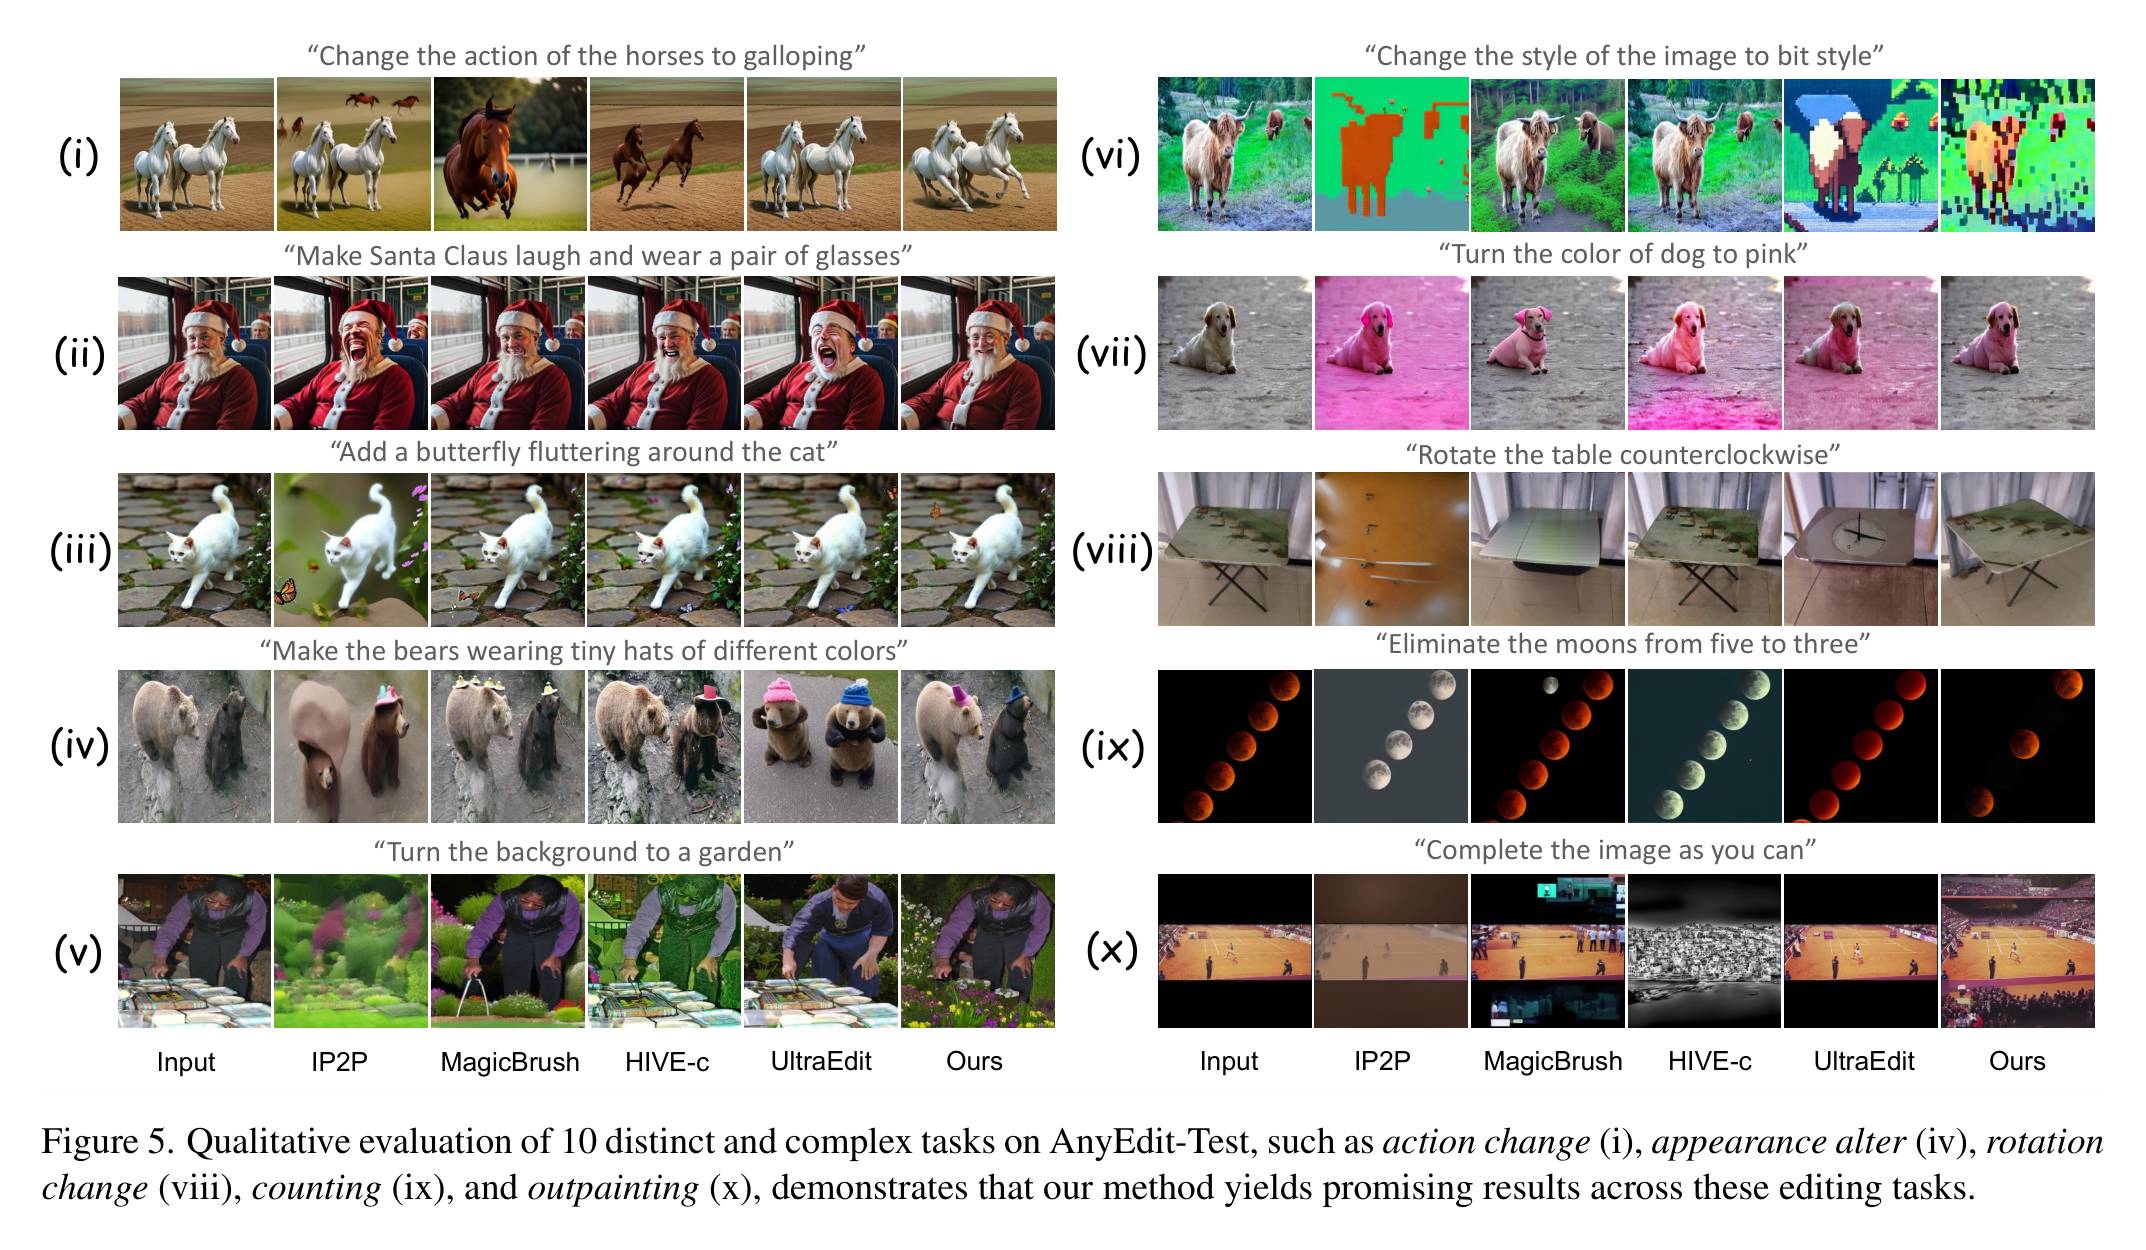 “Change the action of the horses to galloping”
(i)
“Make Santa Claus laugh and wear a pair of glasses”
(ii)
“Add a butterfly fluttering around the cat”
(iii)
“Make the bears wearing tiny hats of different colors”
(iv)
“Turn the background to a garden”
(v)
Input IP2P MagicBrush HIVE-c UltraEdit Ours
“Change the style of the image to bit style”
(vi)
“Turn the color of dog to pink”
(vii)
“Rotate the table counterclockwise”
(viii)
“Eliminate the moons from five to three”
(ix)
“Complete the image as you can”
(x)
Input IP2P MagicBrush HIVE-c UltraEdit Ours
Figure 5. Qualitative evaluation of 10 distinct and complex tasks on AnyEdit-Test, such as action change (i), appearance alter (iv), rotation
change (viii), counting (ix), and outpainting (x), demonstrates that our method yields promising results across these editing tasks.